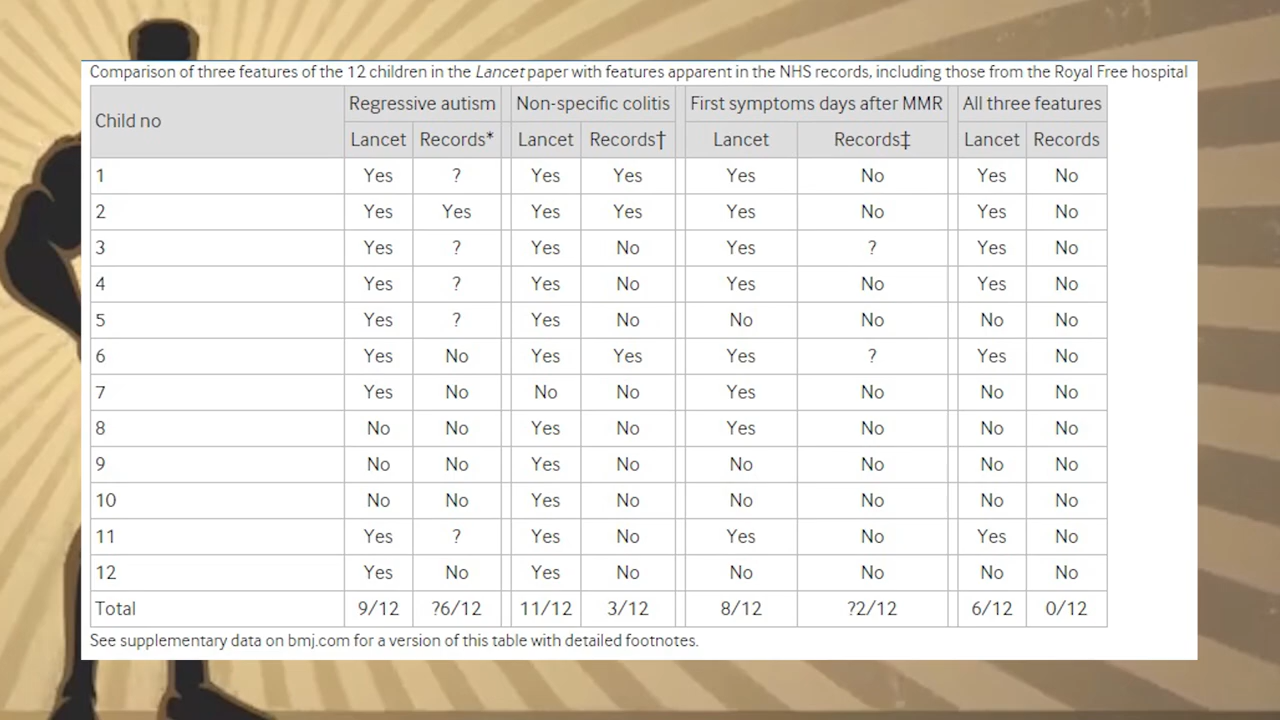 Comparison of three features of the 12 children in the Lancet paper with features apparent in the NHS records, including those from the Royal Free hospital
Child no Regressive autism Non-specific colitis First symptoms days after MMR All three features
Lancet Records* Lancet Records† Lancet Records‡ Lancet Records
1 Yes ? Yes Yes Yes No Yes No
2 Yes Yes Yes Yes Yes No Yes No
3 Yes ? Yes No Yes ? Yes No
4 Yes ? Yes No Yes No Yes No
5 Yes ? Yes No No No No No
6 Yes No Yes Yes Yes ? Yes No
7 Yes No No No Yes No No No
8 No No Yes No Yes No No No
9 No No Yes No No No No No
10 No No Yes No No No No No
11 Yes ? Yes No Yes No Yes No
12 Yes No Yes No No No No No
Total 9/12 ?6/12 11/12 3/12 8/12 ?2/12 6/12 0/12
See supplementary data on bmj.com for a version of this table with detailed footnotes.